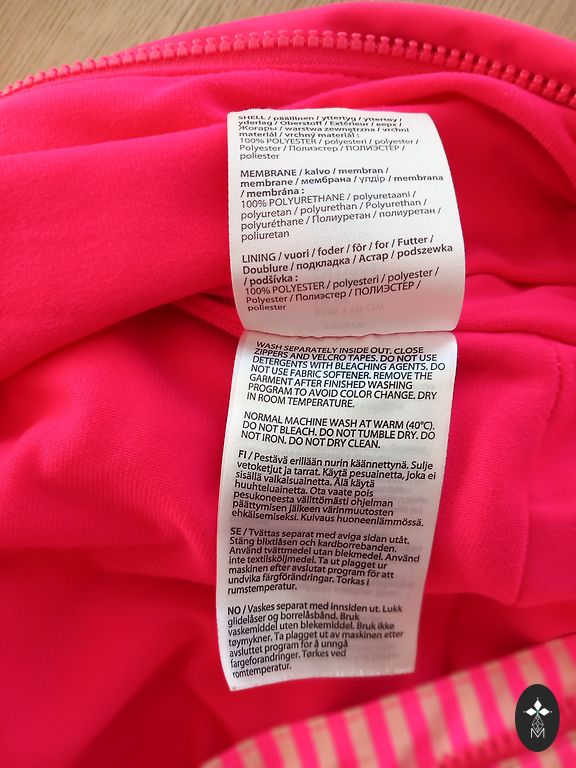 SHELL / päällinen / yttertyg / yttertøy /
yderlag / Oberstoff / Extérieur / верх /
Жоғары / warstwa zewnętrzna / vrchní
materiál / vrchný materiál :
100% POLYESTER / polyesteri / polyester /
Polyester / Полиэстер / ПОЛИЭСТЕР /
poliester
MEMBRANE / kalvo / membran /
membrane / мембрана / үлдір / membrana
/ membrána :
100% POLYURETHANE / polyuretaani /
polyuretan / polyurethan / Polyurethan /
polyuréthane / Полиуретан / полиуретан /
poliuretan
LINING / vuori / foder / fôr / for / Futter /
Doublure / подкладка / Астар / podszewka
/ podšívka :
100% POLYESTER / polyesteri / polyester /
Polyester / Полиэстер / ПОЛИЭСТЕР /
poliester
WASH SEPARATELY INSIDE OUT. CLOSE
ZIPPERS AND VELCRO TAPES. DO NOT USE
DETERGENTS WITH BLEACHING AGENTS. DO
NOT USE FABRIC SOFTENER. REMOVE THE
GARMENT AFTER FINISHED WASHING
PROGRAM TO AVOID COLOR CHANGE. DRY
IN ROOM TEMPERATURE.
NORMAL MACHINE WASH AT WARM (40°C).
DO NOT BLEACH. DO NOT TUMBLE DRY. DO
NOT IRON. DO NOT DRY CLEAN.
FI / Pestävä erillään nurin käännettynä. Sulje
vetoketjut ja tarrat. Käytä pesuainetta, joka ei
sisällä valkaisuainetta. Älä käytä
huuhteluainetta. Ota vaate pois
pesukoneesta välittömästi ohjelman
päättymisen jälkeen värinmuutosten
ehkäisemiseksi. Kuivaus huoneenlämmössä.
SE / Tvättas separat med aviga sidan utåt.
Stäng blixtlåsen och kardborrebanden.
Använd tvättmedel utan blekmedel. Använd
inte textilsköljmedel. Ta ut plagget ur
maskinen efter avslutat program för att
undvika färgförändringar. Torkas i
rumstemperatur.
NO / Vaskes separat med innsiden ut. Lukk
glidelåser og borrelåsbånd. Bruk
vaskemiddel uten blekemiddel. Bruk ikke
tøymykner. Ta plagget ut av maskinen etter
avsluttet program for å unngå
fargeforandringer. Tørkes ved
romtemperatur.